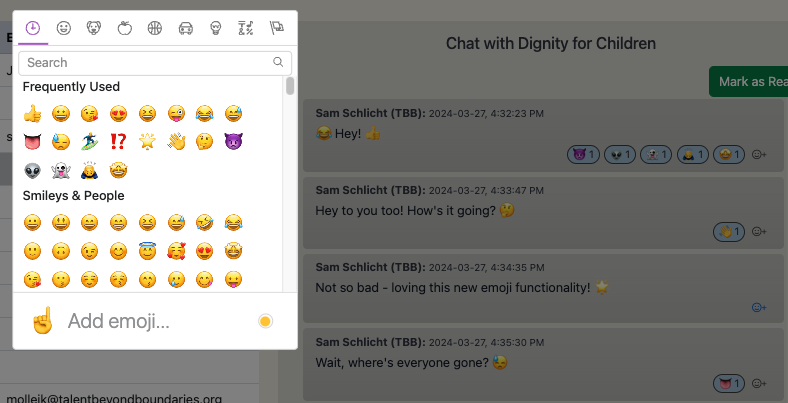 Search
Frequently Used
Smileys & People
Add emoji...
molleik@talentbeyondboundaries.org
Chat with Dignity for Children
Mark as Rea
Sam Schlicht (TBB): 2024-03-27, 4:32:23 PM
😂 Hey! 👍
😈 1 👽 1 👻 1 🙇 1 🤩 1
Sam Schlicht (TBB): 2024-03-27, 4:33:47 PM
Hey to you too! How's it going? 🤔
👋 1
Sam Schlicht (TBB): 2024-03-27, 4:34:35 PM
Not so bad - loving this new emoji functionality! 🌟
Sam Schlicht (TBB): 2024-03-27, 4:35:30 PM
Wait, where's everyone gone? 😓
👅 1